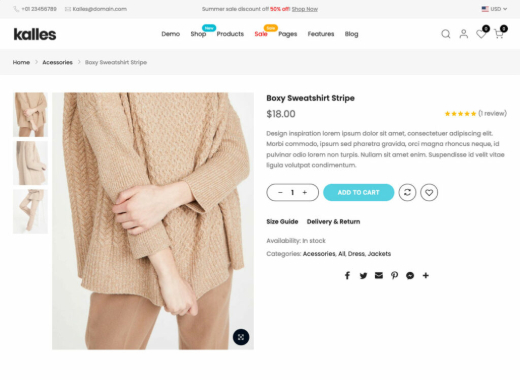 +01 23456789 Kalles@domain.com Summer sale discount off 50% off! Shop Now USD
kalles Demo Shop New Products Sale Sale Pages Features Blog 0 0
Home > Acessories > Boxy Sweatshirt Stripe
Boxy Sweatshirt Stripe
$18.00 (1 review)
Design inspiration lorem ipsum dolor sit amet, consectetuer adipiscing elit.
Morbi commodo, ipsum sed pharetra gravida, orci magna rhoncus neque, id
pulvinar odio lorem non turpis. Nullam sit amet enim. Suspendisse id velit vitae
ligula volutpat condimentum.
- 1 + ADD TO CART
Size Guide Delivery & Return
Availability: In stock
Categories: Acessories, All, Dress, Jackets